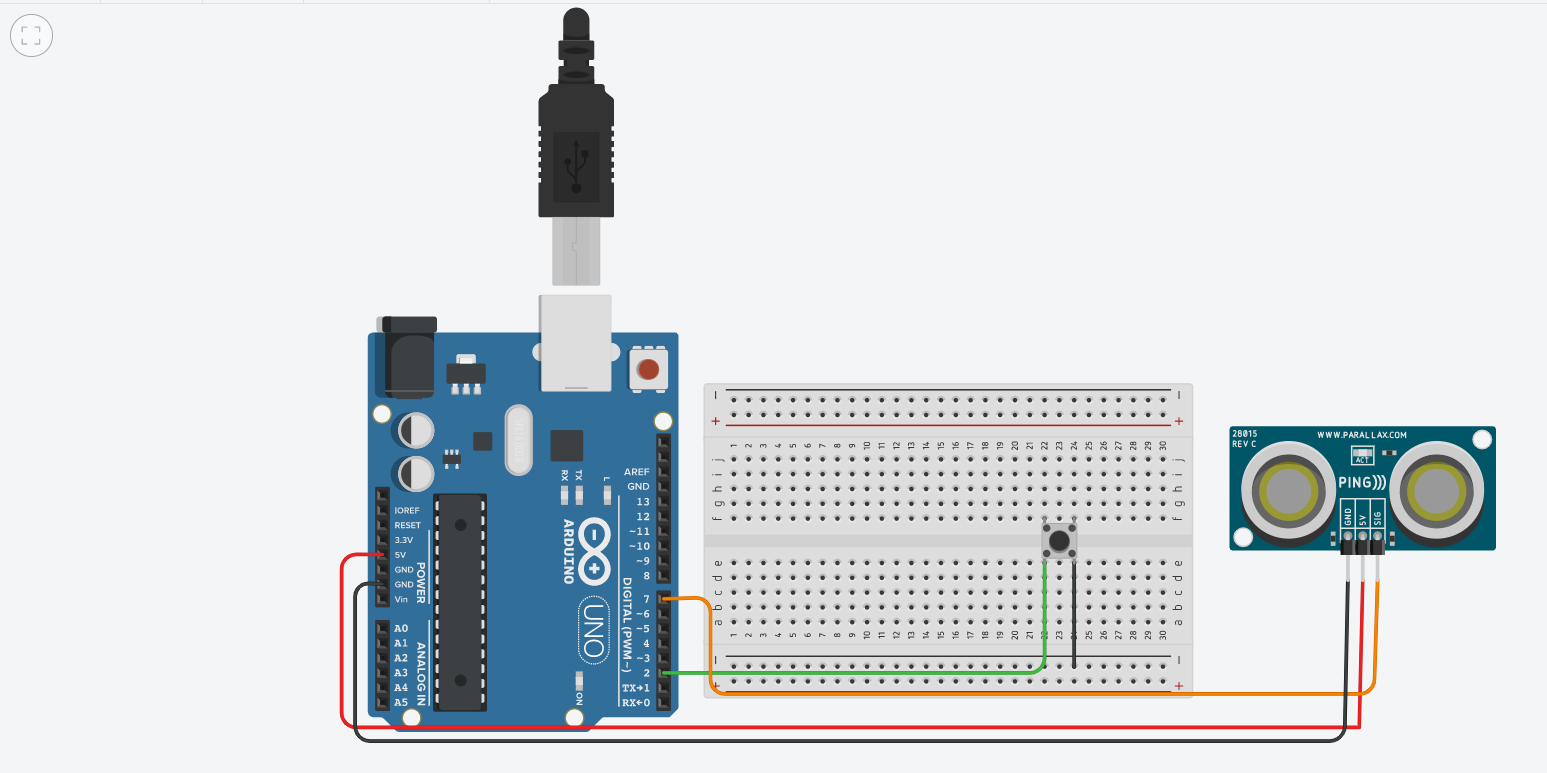 AREF
GND
13
12
~11
~10
~9
8
7
~6
~5
4
~3
2
TX→1
RX←0
DIGITAL (PWM~)
RX
TX
L
ARDUINO
UNO
ON
IOREF
RESET
3.3V
5V
GND
GND
Vin
POWER
A0
A1
A2
A3
A4
A5
ANALOG IN
− −
+ +
1 2 3 4 5 6 7 8 9 10 11 12 13 14 15 16 17 18 19 20 21 22 23 24 25 26 27 28 29 30
j j
i i
h h
g g
f f
e e
d d
c c
b b
a a
1 2 3 4 5 6 7 8 9 10 11 12 13 14 15 16 17 18 19 20 21 22 23 24 25 26 27 28 29 30
− −
+ +
28015
REV C
WWW.PARALLAX.COM
ACT
PING)))
GND
5V
SIG